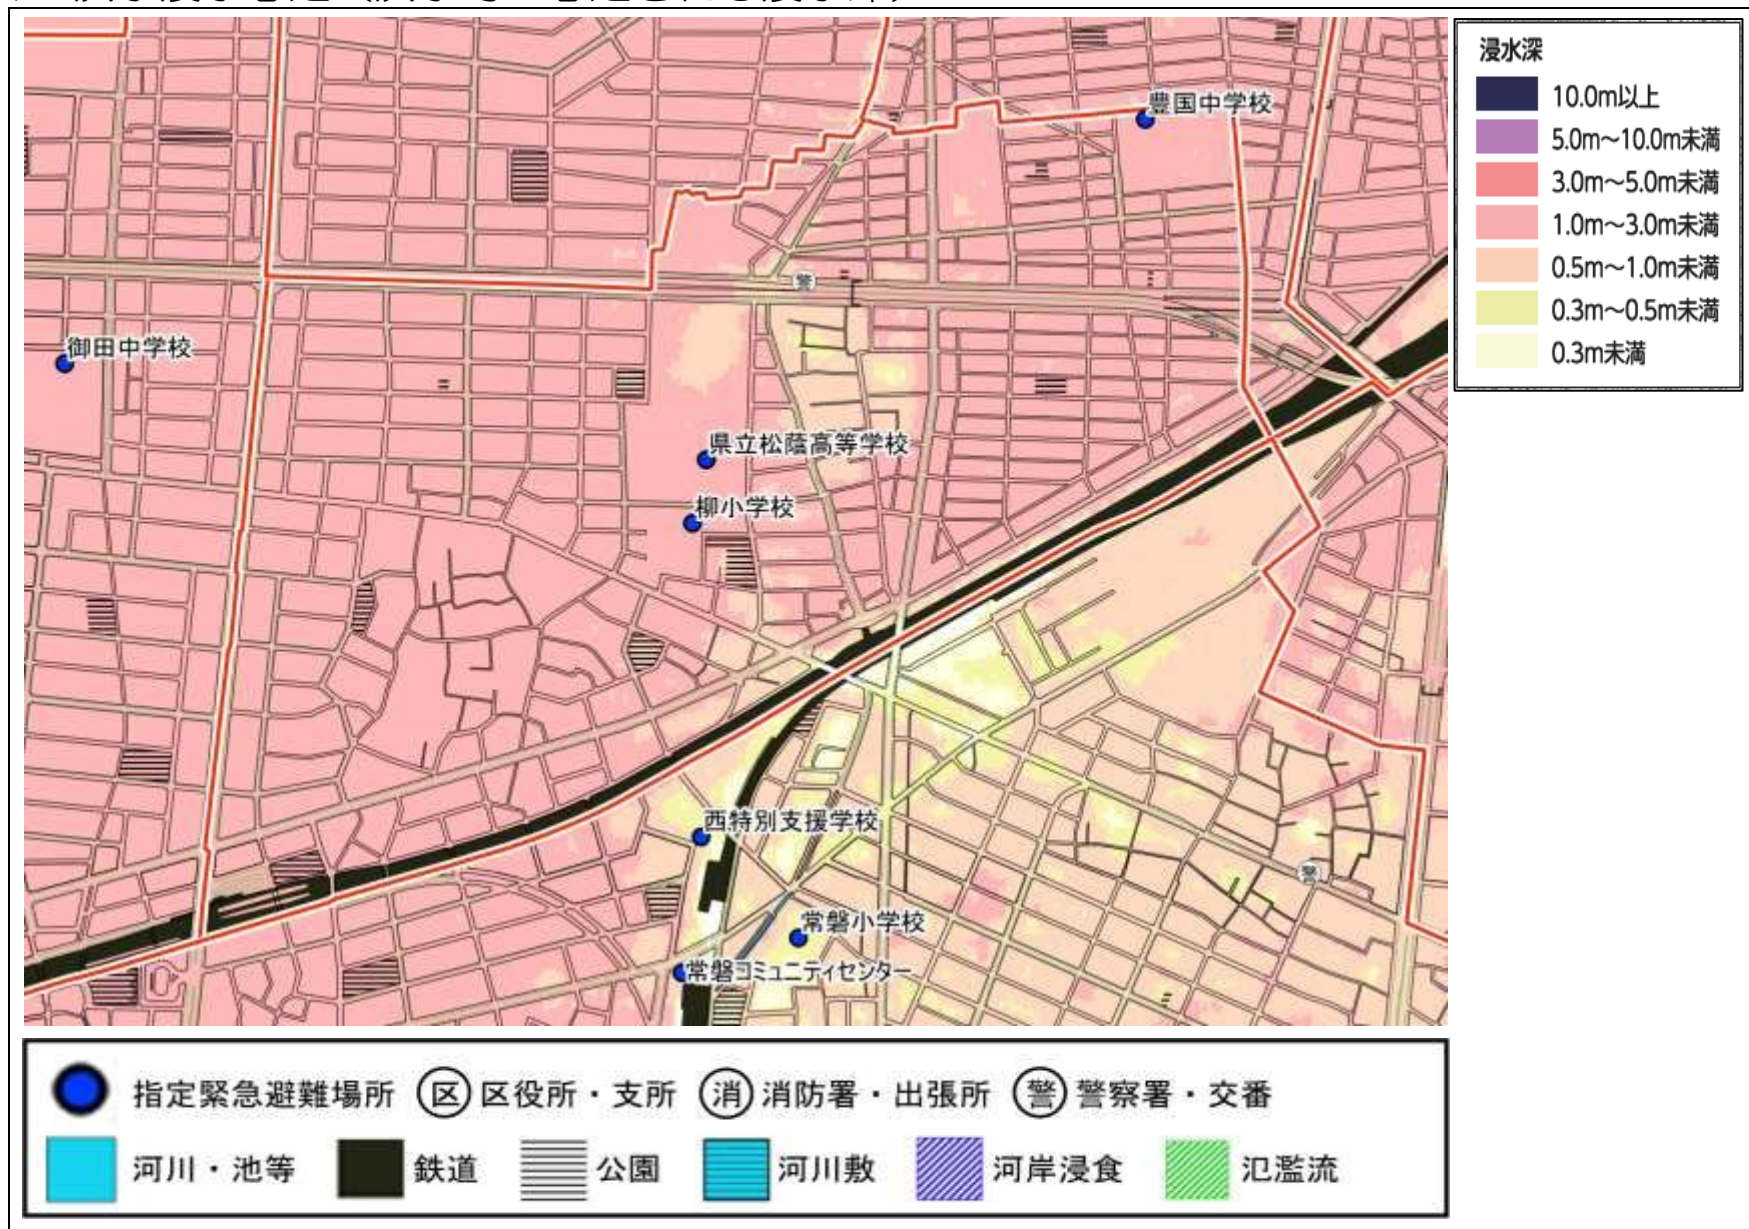 豊国中学校
警
御田中学校
県立松蔭高等学校
柳小学校
西特別支援学校
警
常磐小学校
常磐コミュニティセンター
浸水深
10.0m以上
5.0m～10.0m未満
3.0m～5.0m未満
1.0m～3.0m未満
0.5m～1.0m未満
0.3m～0.5m未満
0.3m未満
指定緊急避難場所 区 区役所・支所 消 消防署・出張所 警 警察署・交番
河川・池等 鉄道 公園 河川敷 河岸浸食 氾濫流